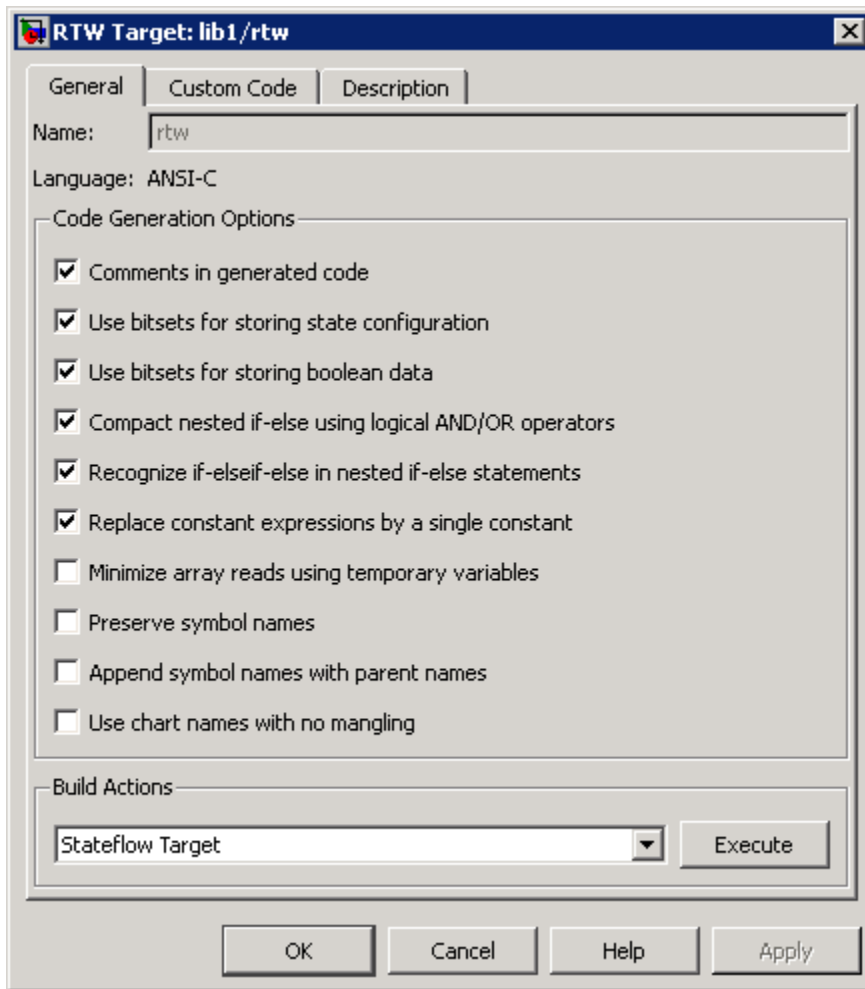 RTW Target: lib1/rtw
General Custom Code Description
Name: rtw
Language: ANSI-C
Code Generation Options
Comments in generated code
Use bitsets for storing state configuration
Use bitsets for storing boolean data
Compact nested if-else using logical AND/OR operators
Recognize if-elseif-else in nested if-else statements
Replace constant expressions by a single constant
Minimize array reads using temporary variables
Preserve symbol names
Append symbol names with parent names
Use chart names with no mangling
Build Actions
Stateflow Target Execute
OK Cancel Help Apply